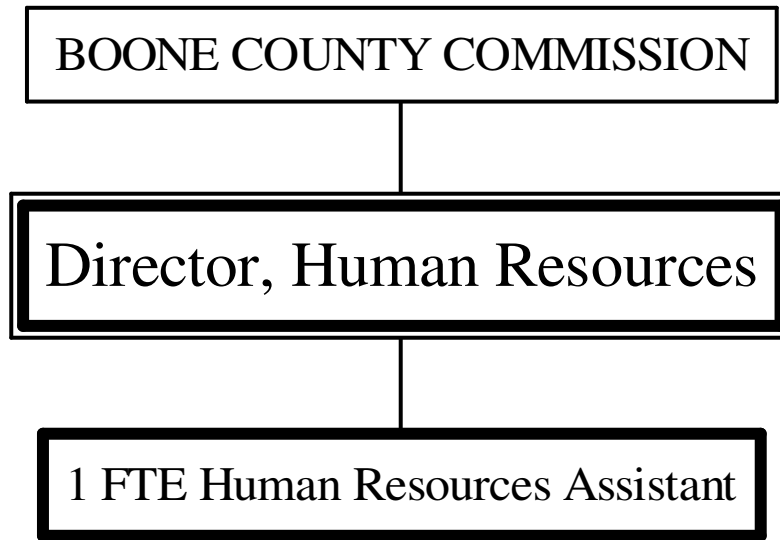 BOONE COUNTY COMMISSION
Director, Human Resources
1 FTE Human Resources Assistant